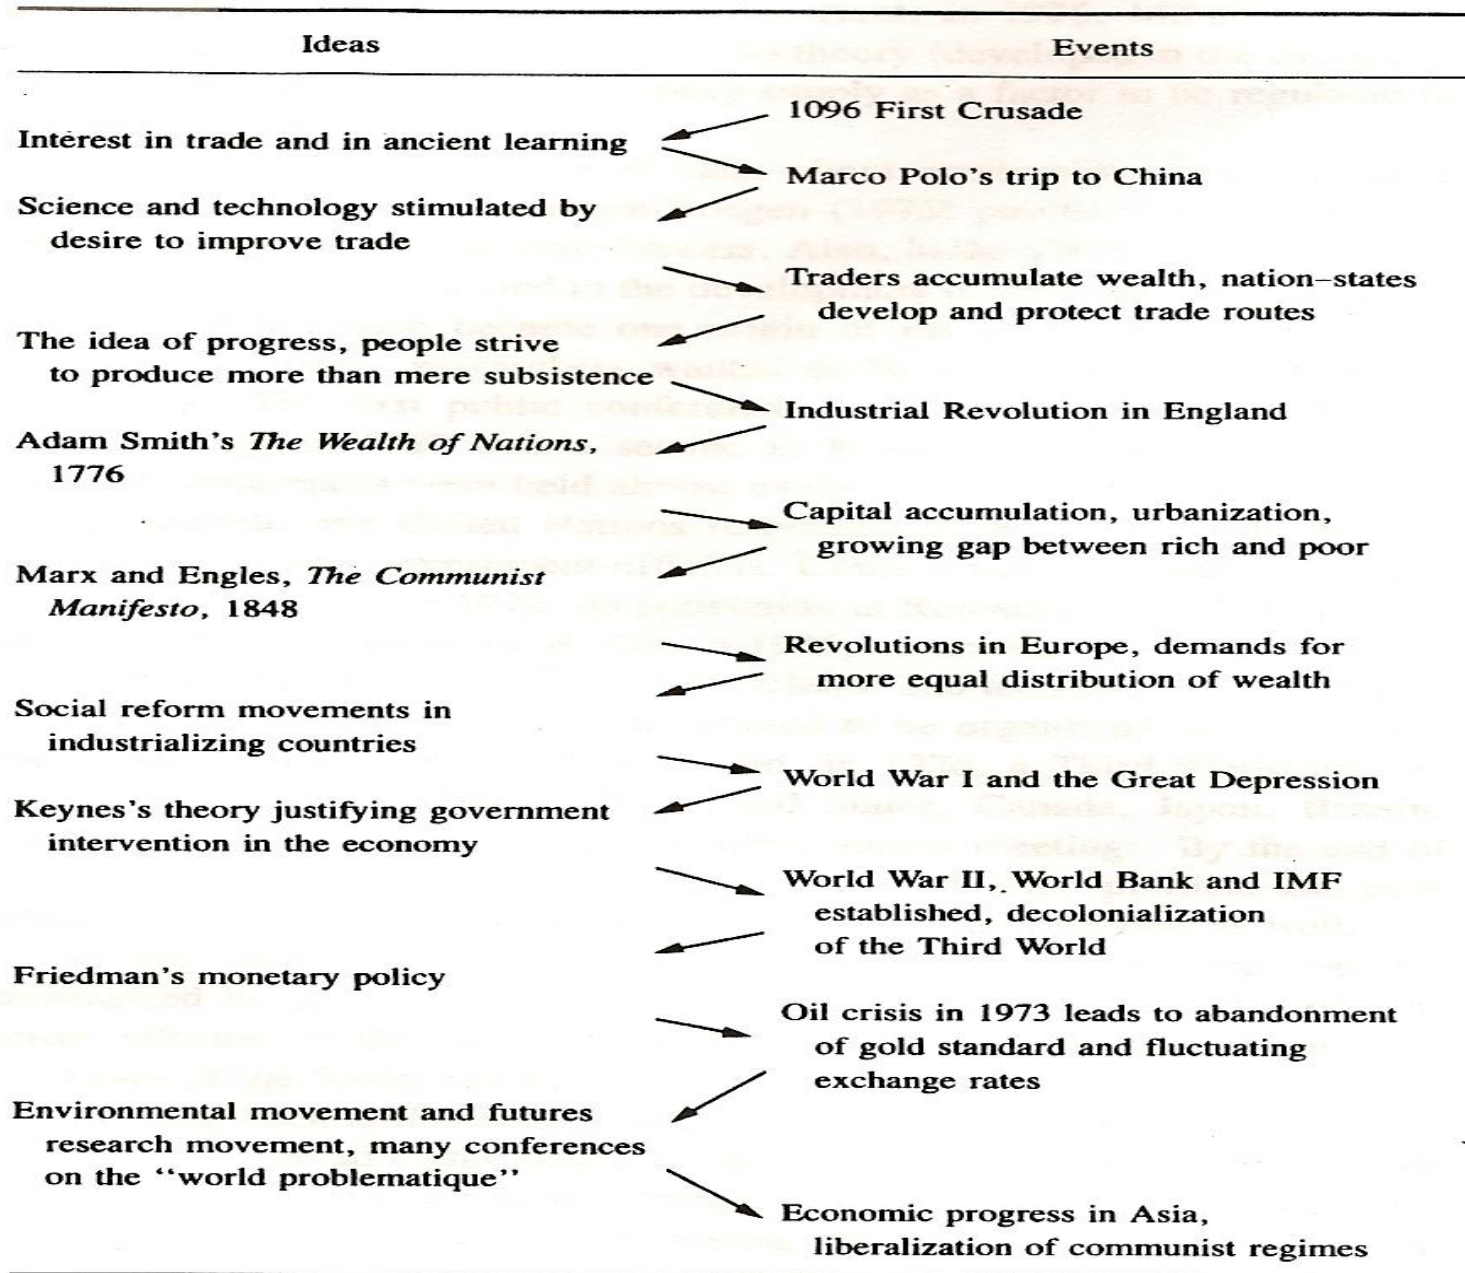 Ideas
Events
1096 First Crusade
Interest in trade and in ancient learning
Marco Polo's trip to China
Science and technology stimulated by
desire to improve trade
Traders accumulate wealth, nation–states
develop and protect trade routes
The idea of progress, people strive
to produce more than mere subsistence
Industrial Revolution in England
Adam Smith's The Wealth of Nations,
1776
Capital accumulation, urbanization,
growing gap between rich and poor
Marx and Engles, The Communist
Manifesto, 1848
Revolutions in Europe, demands for
more equal distribution of wealth
Social reform movements in
industrializing countries
World War I and the Great Depression
Keynes's theory justifying government
intervention in the economy
World War II, World Bank and IMF
established, decolonialization
of the Third World
Friedman's monetary policy
Oil crisis in 1973 leads to abandonment
of gold standard and fluctuating
exchange rates
Environmental movement and futures
research movement, many conferences
on the "world problematique"
Economic progress in Asia,
liberalization of communist regimes